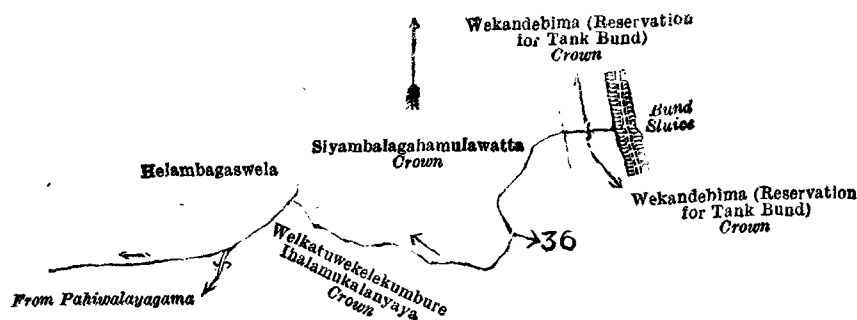 Wekandebima (Reservation
for Tank Bund)
Crown
Bund
Sluice
Siyambalagahamulawatta
Crown
Helambagaswela
Wekandebima (Reservation
for Tank Bund)
Crown
36
Welkatuwekelekumbure
Ihalamukalanyaya
Crown
From Pahiwalayagama